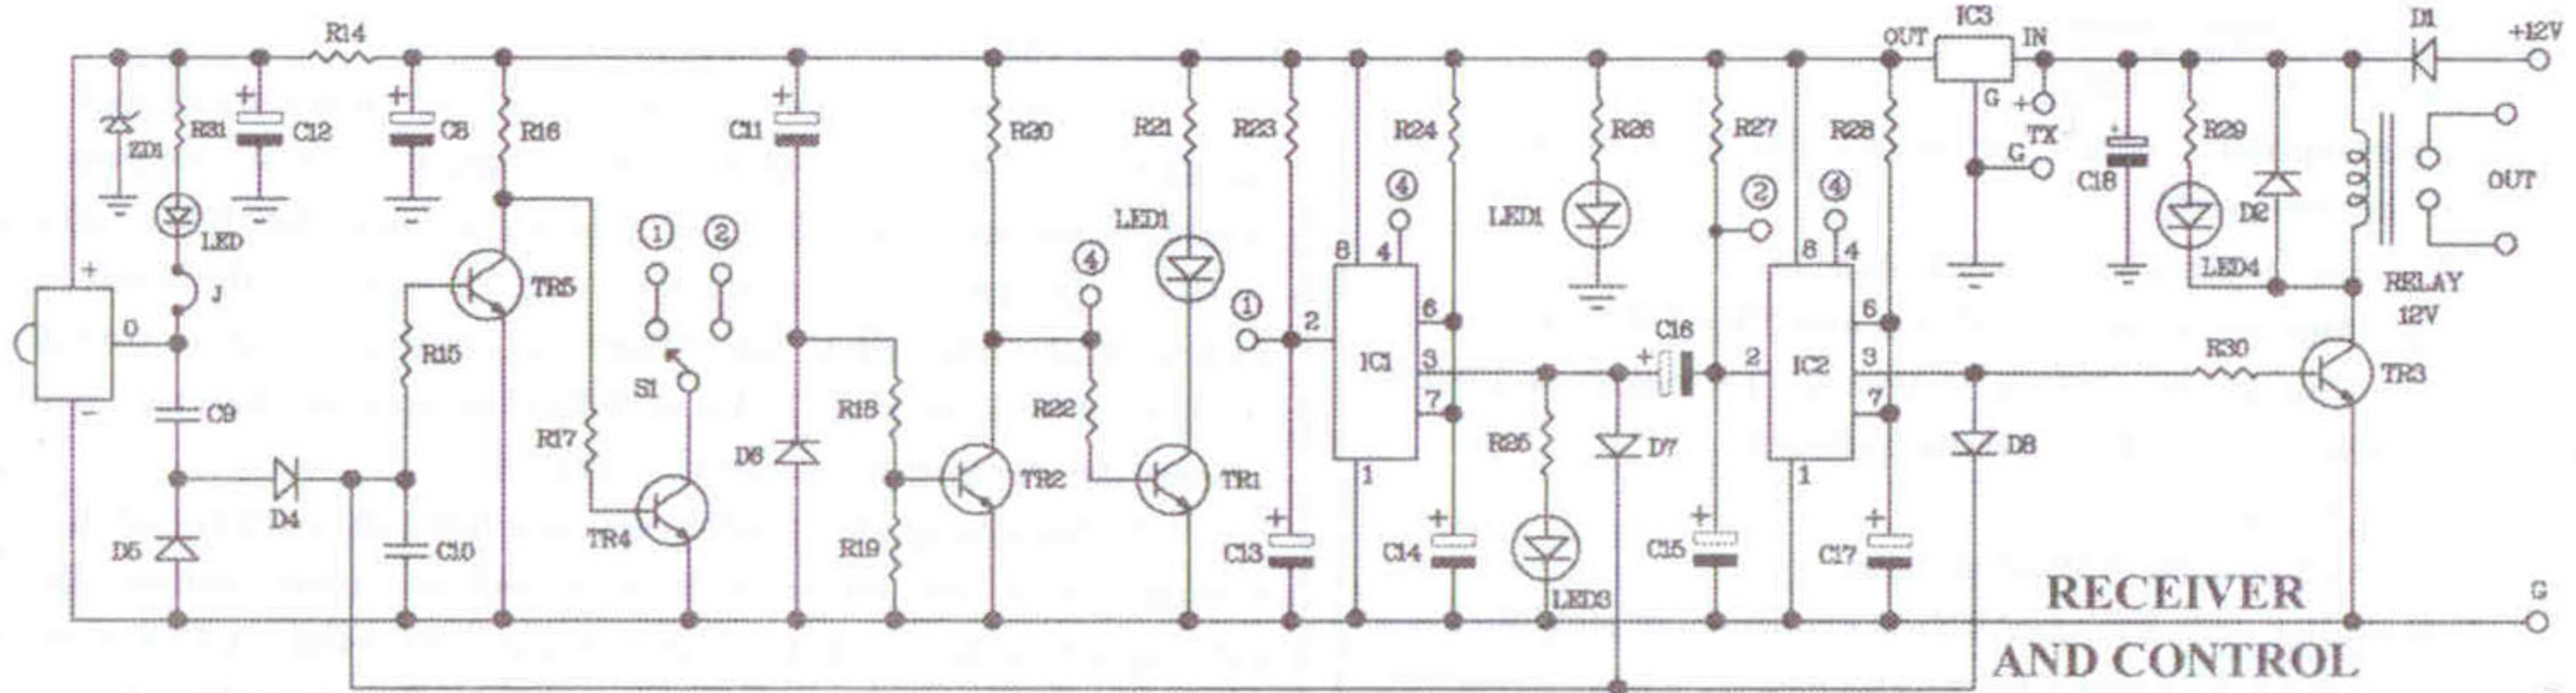 R14
IC3
D1
OUT
IN
+12V
G
+
TX
G
ZD1
R31
+
C12
+
C8
R16
+
C11
R20
R21
R23
R24
R26
R27
R28
+
C18
R29
D2
OUT
LED
J
+
O
-
TR5
1
2
S1
4
LED1
1
2
8
4
4
6
3
7
1
IC1
LED1
2
4
8
4
2
6
3
7
1
IC2
LED4
RELAY
12V
C16
+
R30
TR3
R15
C9
R17
D6
R18
R22
R25
D7
D8
D4
TR4
TR2
TR1
D5
C10
R19
+
C13
+
C14
LED3
+
C15
+
C17
G
RECEIVER
AND CONTROL